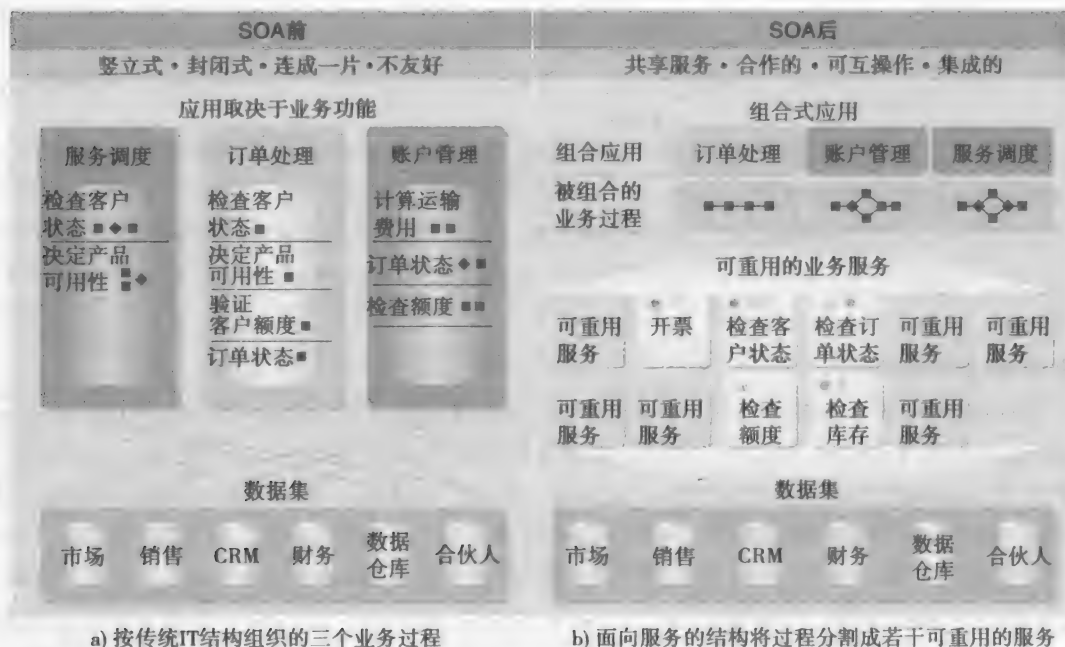 SOA前
竖立式·封闭式·连成一片·不友好
应用取决于业务功能
服务调度
检查客户
状态
决定产品
可用性
订单处理
检查客户
状态
决定产品
可用性
验证
客户额度
订单状态
账户管理
计算运输
费用
订单状态
检查额度
数据集
市场
销售
CRM
财务
数据
仓库
合伙人
a) 按传统IT结构组织的三个业务过程
SOA后
共享服务·合作的·可互操作·集成的
组合式应用
组合应用
订单处理
账户管理
服务调度
被组合的
业务过程
可重用的业务服务
可重用
服务
开票
检查客
户状态
检查订
单状态
可重用
服务
可重用
服务
可重用
服务
可重用
服务
检查
额度
检查
库存
可重用
服务
数据集
市场
销售
CRM
财务
数据
仓库
合伙人
b) 面向服务的结构将过程分割成若干可重用的服务